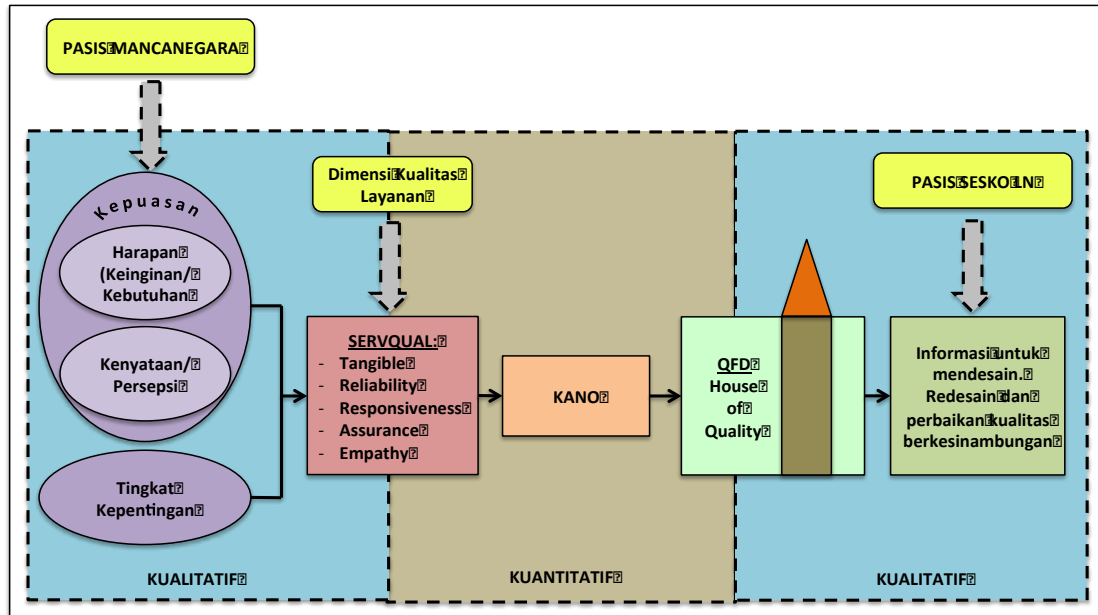 PASIS MANCANEGARA
Dimensi Kualitas
Layanan
PASIS SESKO LN
Kepuasan
Harapan
(Keinginan/
Kebutuhan
Kenyataan/
Persepsi
Tingkat
Kepentingan
SERVQUAL:
- Tangible
- Reliability
- Responsiveness
- Assurance
- Empathy
KANO
QFD
House
of
Quality
Informasi untuk
mendesain.
Redesain dan
perbaikan kualitas
berkesinambungan
KUALITATIF
KUANTITATIF
KUALITATIF